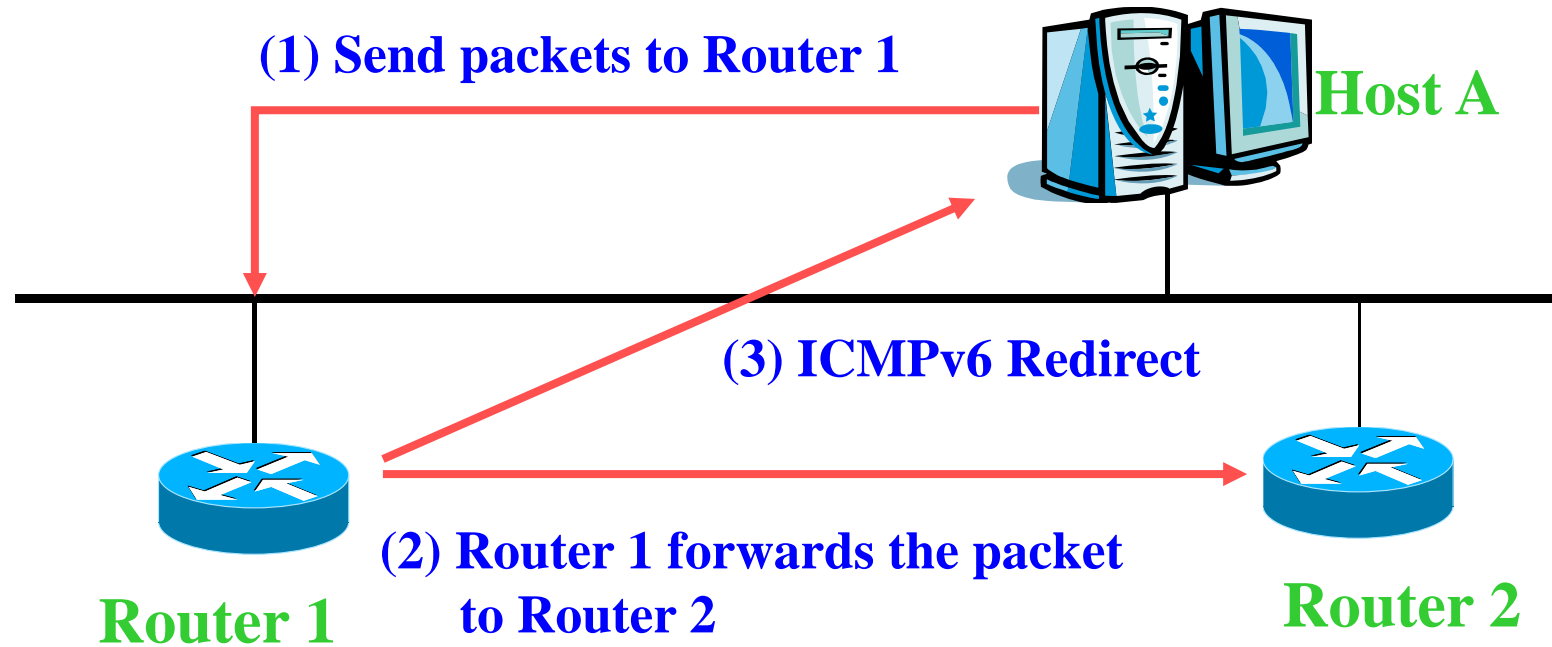 (1) Send packets to Router 1
Host A
(3) ICMPv6 Redirect
(2) Router 1 forwards the packet
to Router 2
Router 1
Router 2